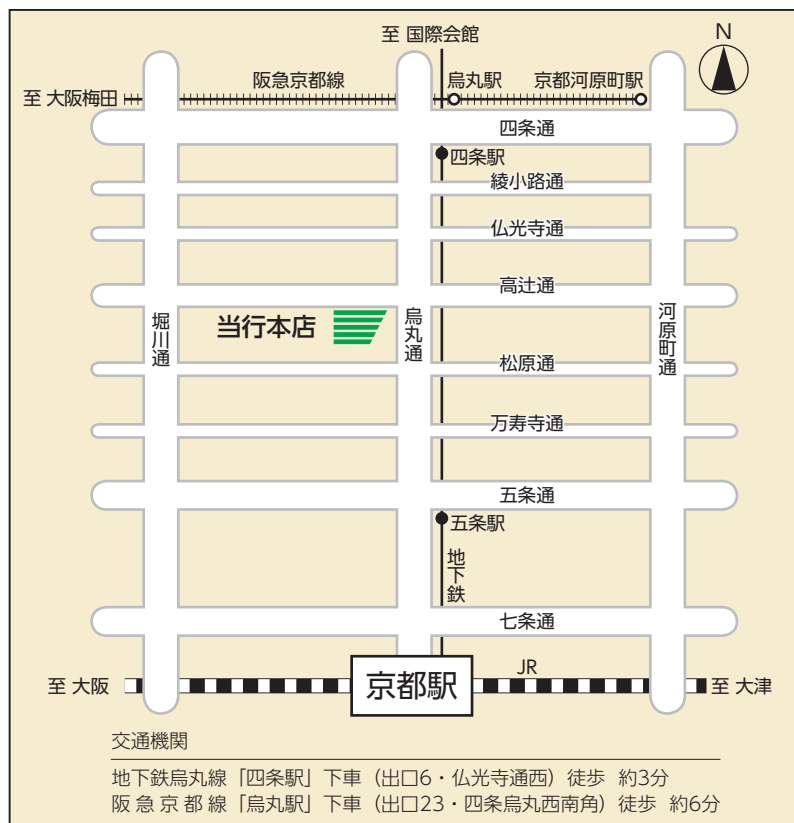 至 国際会館
N
阪急京都線
烏丸駅
京都河原町駅
至 大阪梅田
四条通
四条駅
綾小路通
仏光寺通
高辻通
堀川通
当行本店
烏丸通
河原町通
松原通
万寿寺通
五条通
五条駅
地下鉄
七条通
JR
至 大阪
京都駅
至 大津
交通機関
地下鉄烏丸線「四条駅」下車（出口6・仏光寺通西）徒歩 約3分
阪急京都線「烏丸駅」下車（出口23・四条烏丸西南角）徒歩 約6分